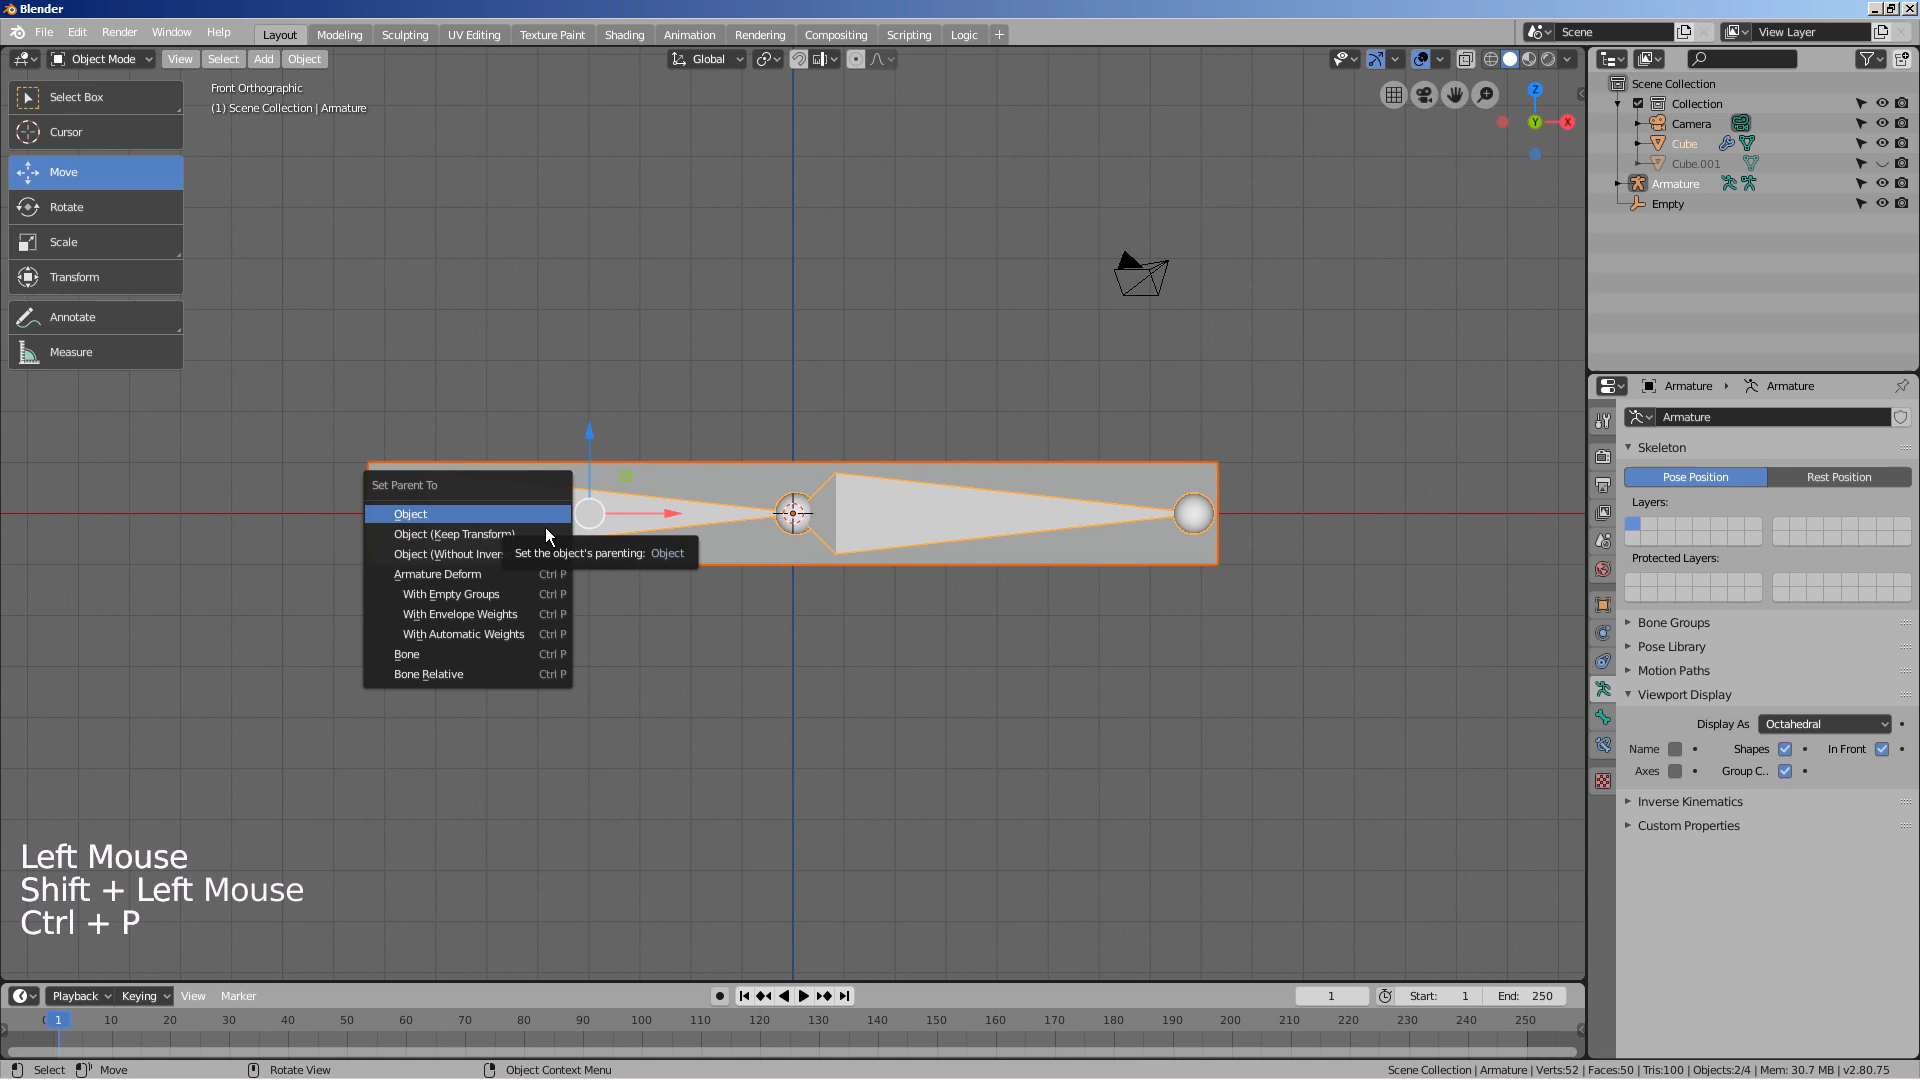 Blender
File Edit Render Window Help
Layout Modeling Sculpting UV Editing Texture Paint Shading Animation Rendering Compositing Scripting Logic +
Scene
View Layer
Object Mode View Select Add Object
Global
Front Orthographic
(1) Scene Collection | Armature
Select Box
Cursor
Move
Rotate
Scale
Transform
Annotate
Measure
Z
Y
X
Scene Collection
Collection
Camera
Cube
Cube.001
Armature
Empty
Armature Armature
Armature
Skeleton
Pose Position Rest Position
Layers:
Protected Layers:
Bone Groups
Pose Library
Motion Paths
Viewport Display
Display As Octahedral
Name Shapes In Front
Axes Group C..
Inverse Kinematics
Custom Properties
Set Parent To
Object
Object (Keep Transform)
Object (Without Inver
Set the object's parenting: Object
Armature Deform Ctrl P
With Empty Groups Ctrl P
With Envelope Weights Ctrl P
With Automatic Weights Ctrl P
Bone Ctrl P
Bone Relative Ctrl P
Left Mouse
Shift + Left Mouse
Ctrl + P
Playback Keying View Marker
1 Start: 1 End: 250
1 10 20 30 40 50 60 70 80 90 100 110 120 130 140 150 160 170 180 190 200 210 220 230 240 250
Select Move Rotate View Object Context Menu
Scene Collection | Armature | Verts:52 | Faces:50 | Tris:100 | Objects:2/4 | Mem: 30.7 MB | v2.80.75